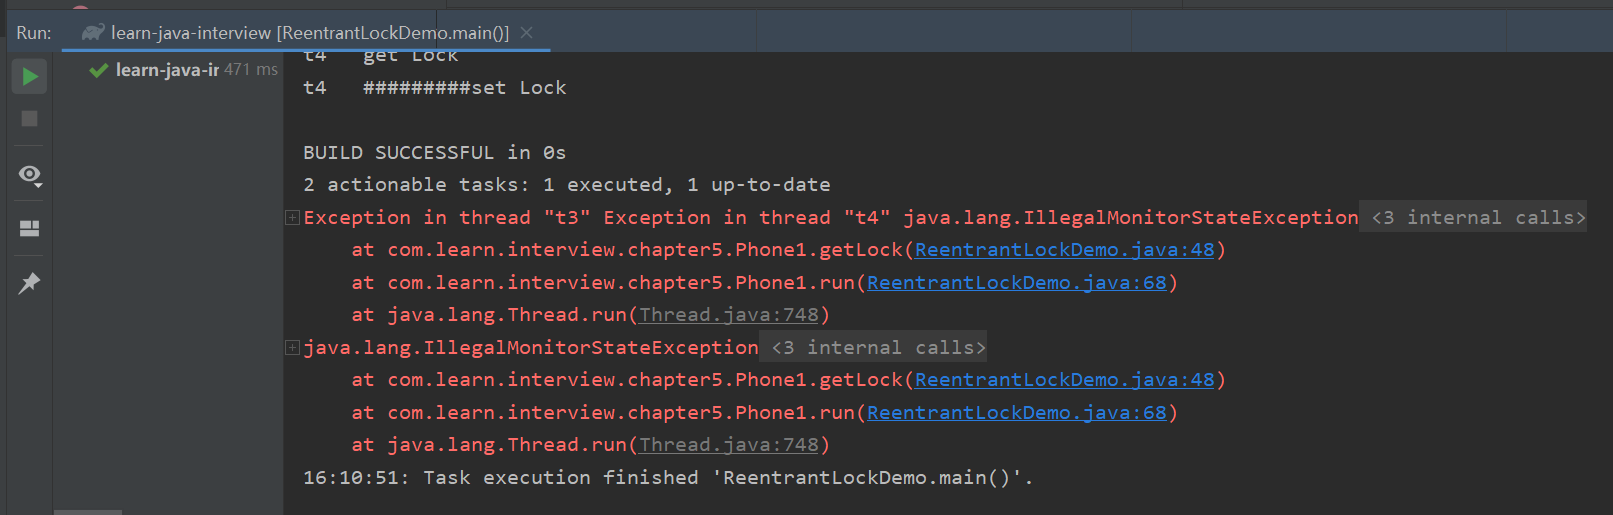 Run: learn-java-interview [ReentrantLockDemo.main()] ×
learn-java-ir 471 ms
t4 get Lock
t4 #########set Lock
BUILD SUCCESSFUL in 0s
2 actionable tasks: 1 executed, 1 up-to-date
Exception in thread "t3" Exception in thread "t4" java.lang.IllegalMonitorStateException <3 internal calls>
at com.learn.interview.chapter5.Phone1.getLock(ReentrantLockDemo.java:48)
at com.learn.interview.chapter5.Phone1.run(ReentrantLockDemo.java:68)
at java.lang.Thread.run(Thread.java:748)
java.lang.IllegalMonitorStateException <3 internal calls>
at com.learn.interview.chapter5.Phone1.getLock(ReentrantLockDemo.java:48)
at com.learn.interview.chapter5.Phone1.run(ReentrantLockDemo.java:68)
at java.lang.Thread.run(Thread.java:748)
16:10:51: Task execution finished 'ReentrantLockDemo.main()'.